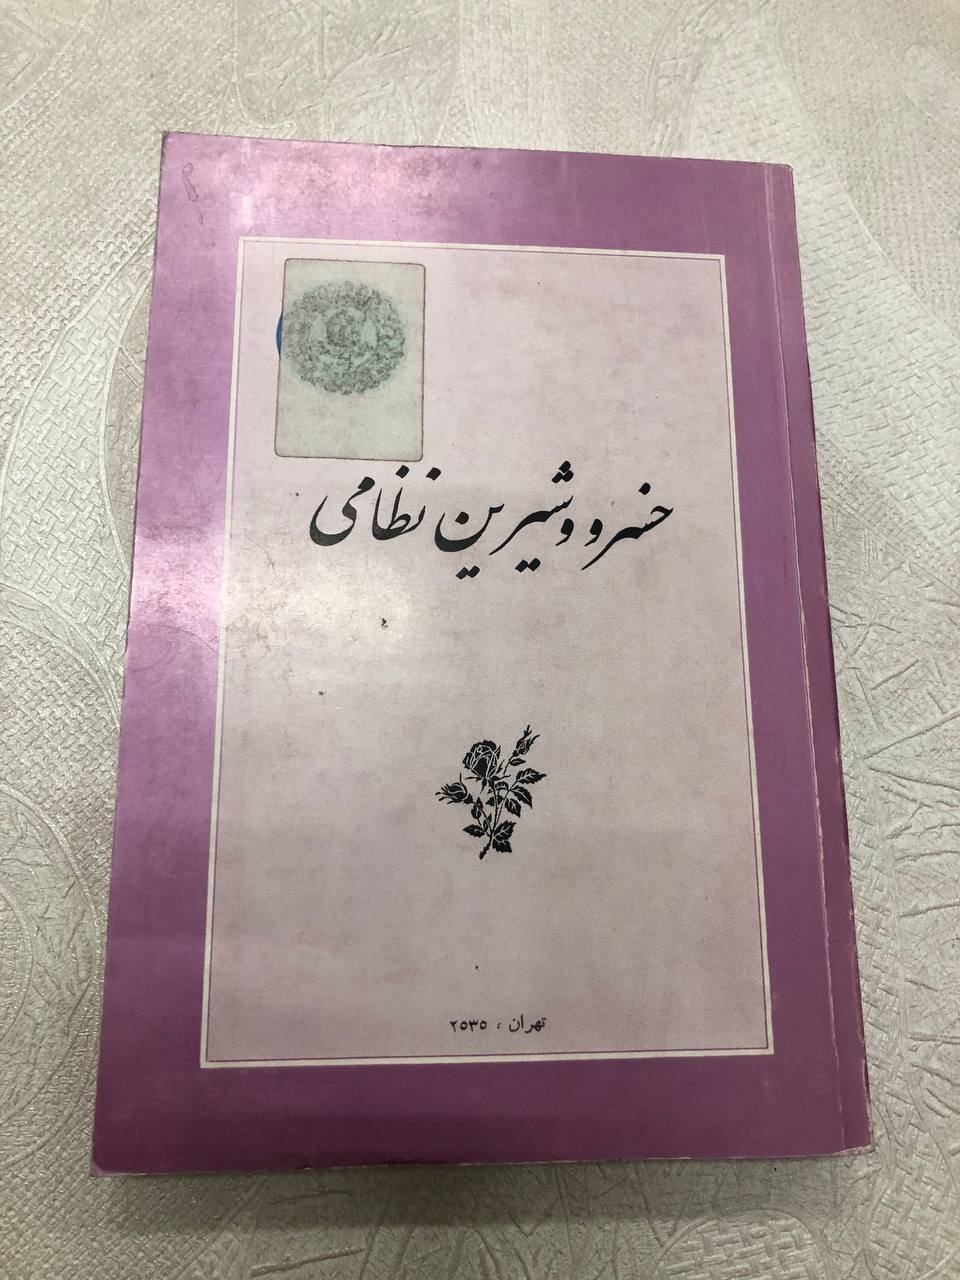 خسرو و شیرین نظامی
تهران ، ۲۵۳۵